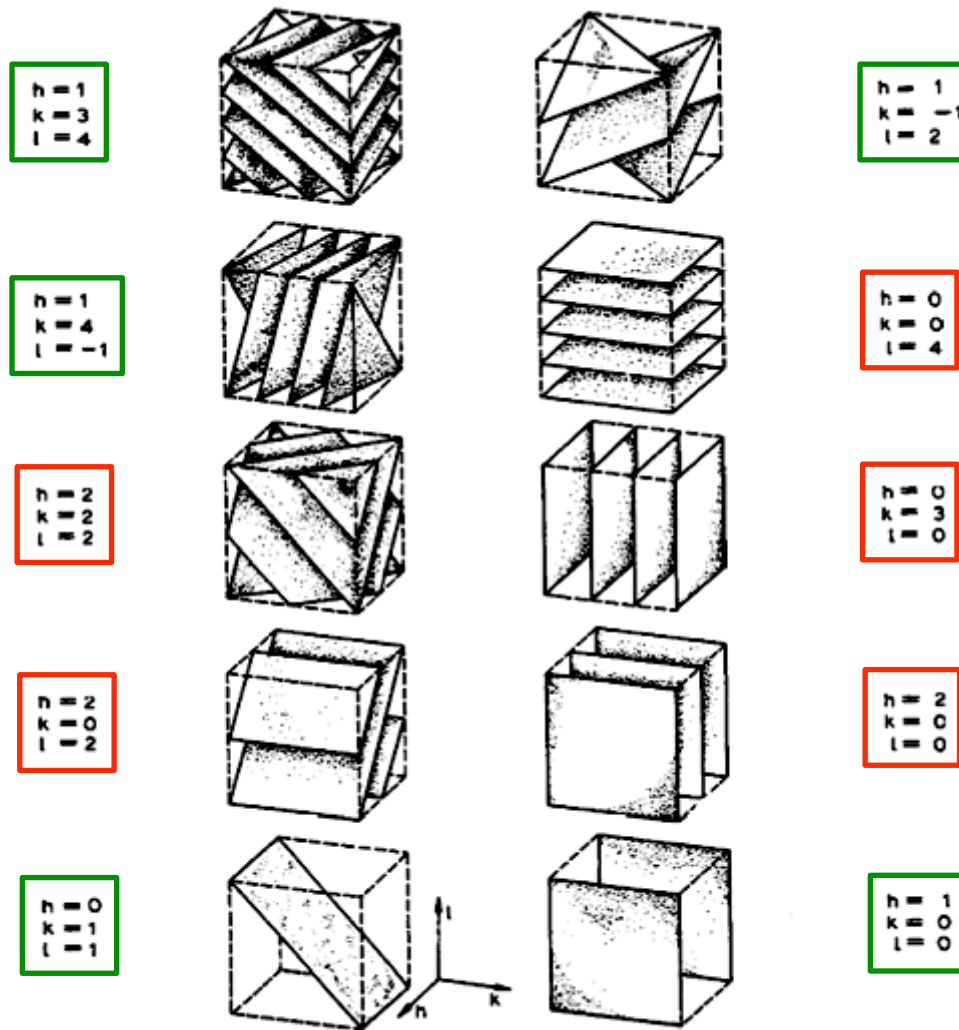 h = 1
k = 3
l = 4
h = 1
k = -1
l = 2
h = 1
k = 4
l = -1
h = 0
k = 0
l = 4
h = 2
k = 2
l = 2
h = 0
k = 3
l = 0
h = 2
k = 0
l = 2
h = 2
k = 0
l = 0
h = 0
k = 1
l = 1
l
k
h
h = 1
k = 0
l = 0